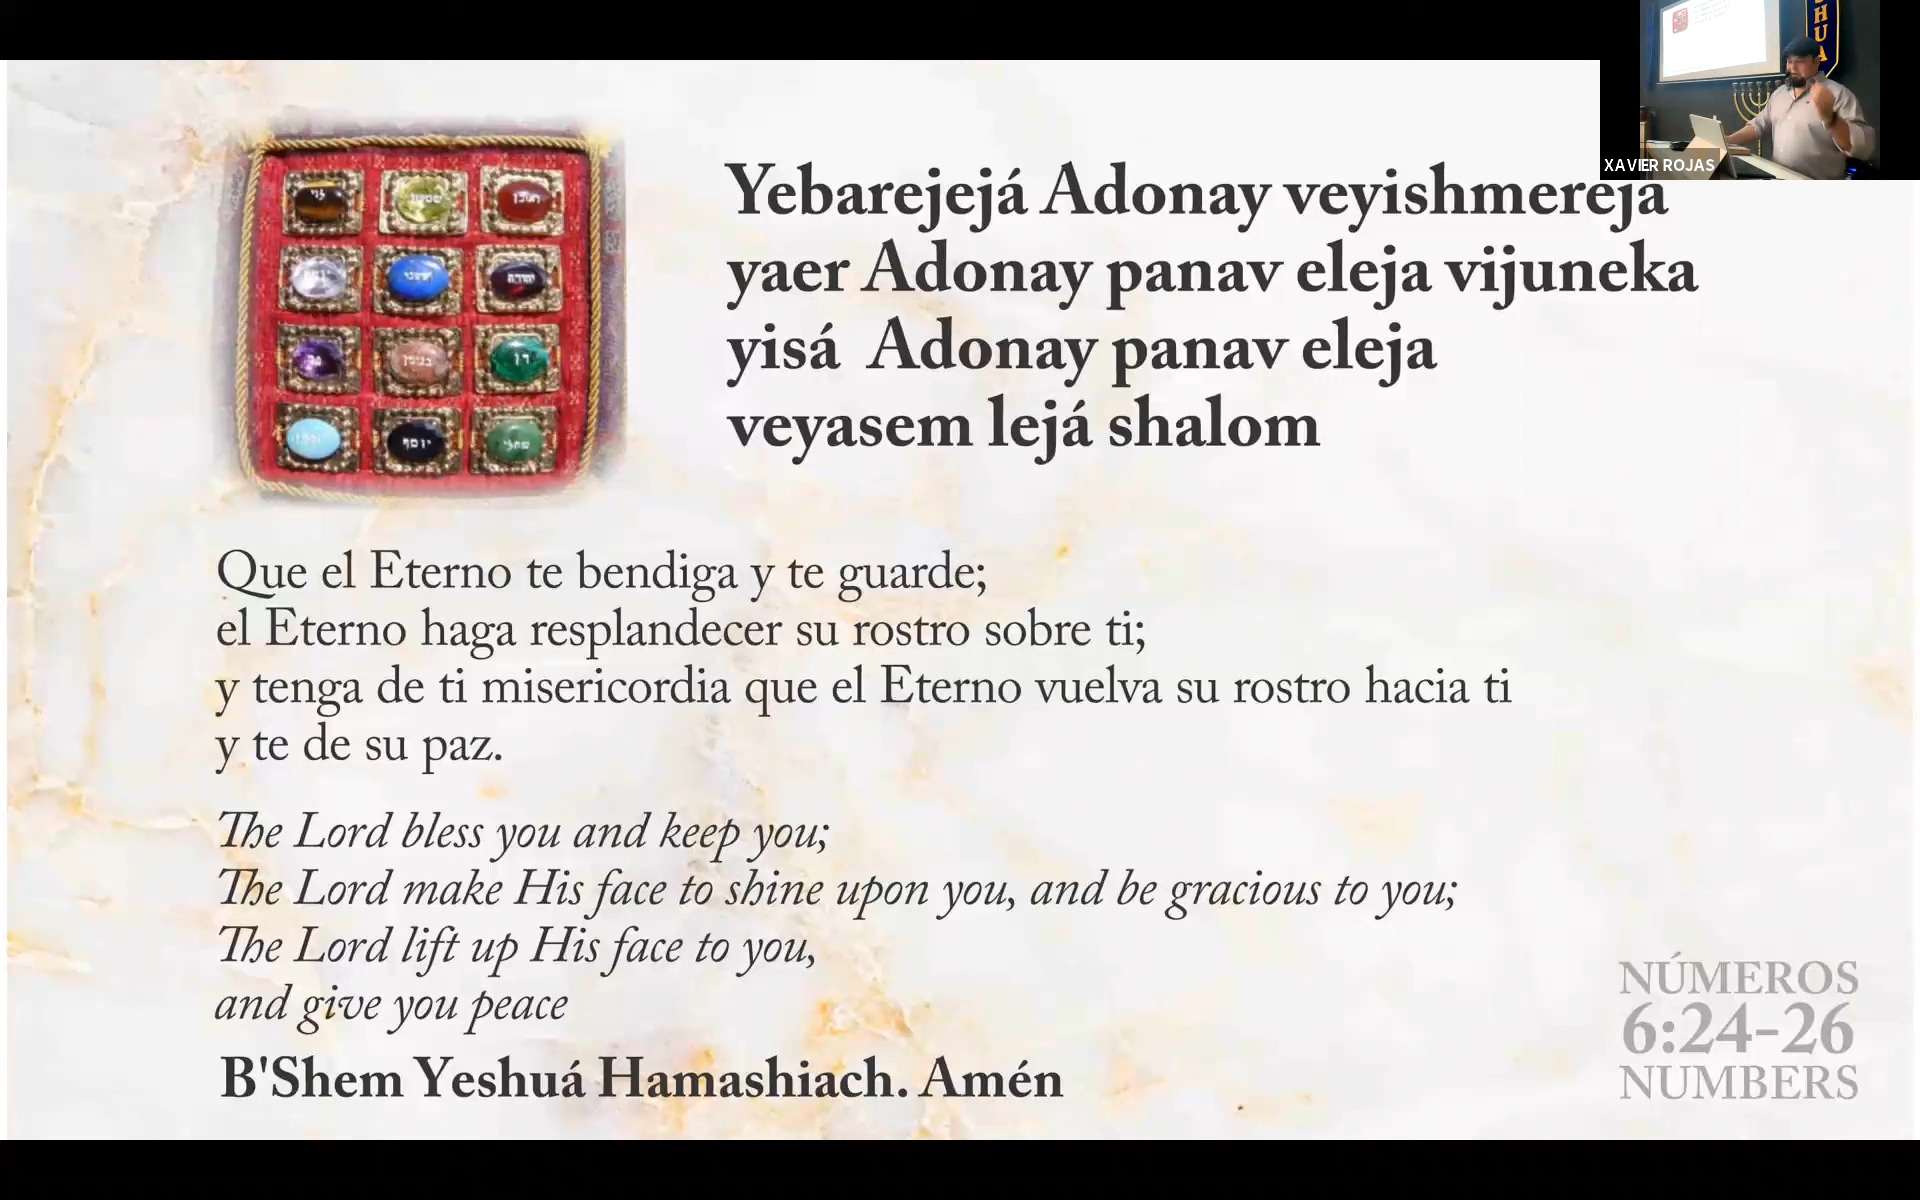 HUA
XAVIER ROJAS
Yebarejejá Adonay veyishmereja
yaer Adonay panav eleja vijuneka
yisá Adonay panav eleja
veyasem lejá shalom
Que el Eterno te bendiga y te guarde;
el Eterno haga resplandecer su rostro sobre ti;
y tenga de ti misericordia que el Eterno vuelva su rostro hacia ti
y te de su paz.
The Lord bless you and keep you;
The Lord make His face to shine upon you, and be gracious to you;
The Lord lift up His face to you,
and give you peace
B'Shem Yeshuá Hamashiach. Amén
NÚMEROS
6:24-26
NUMBERS